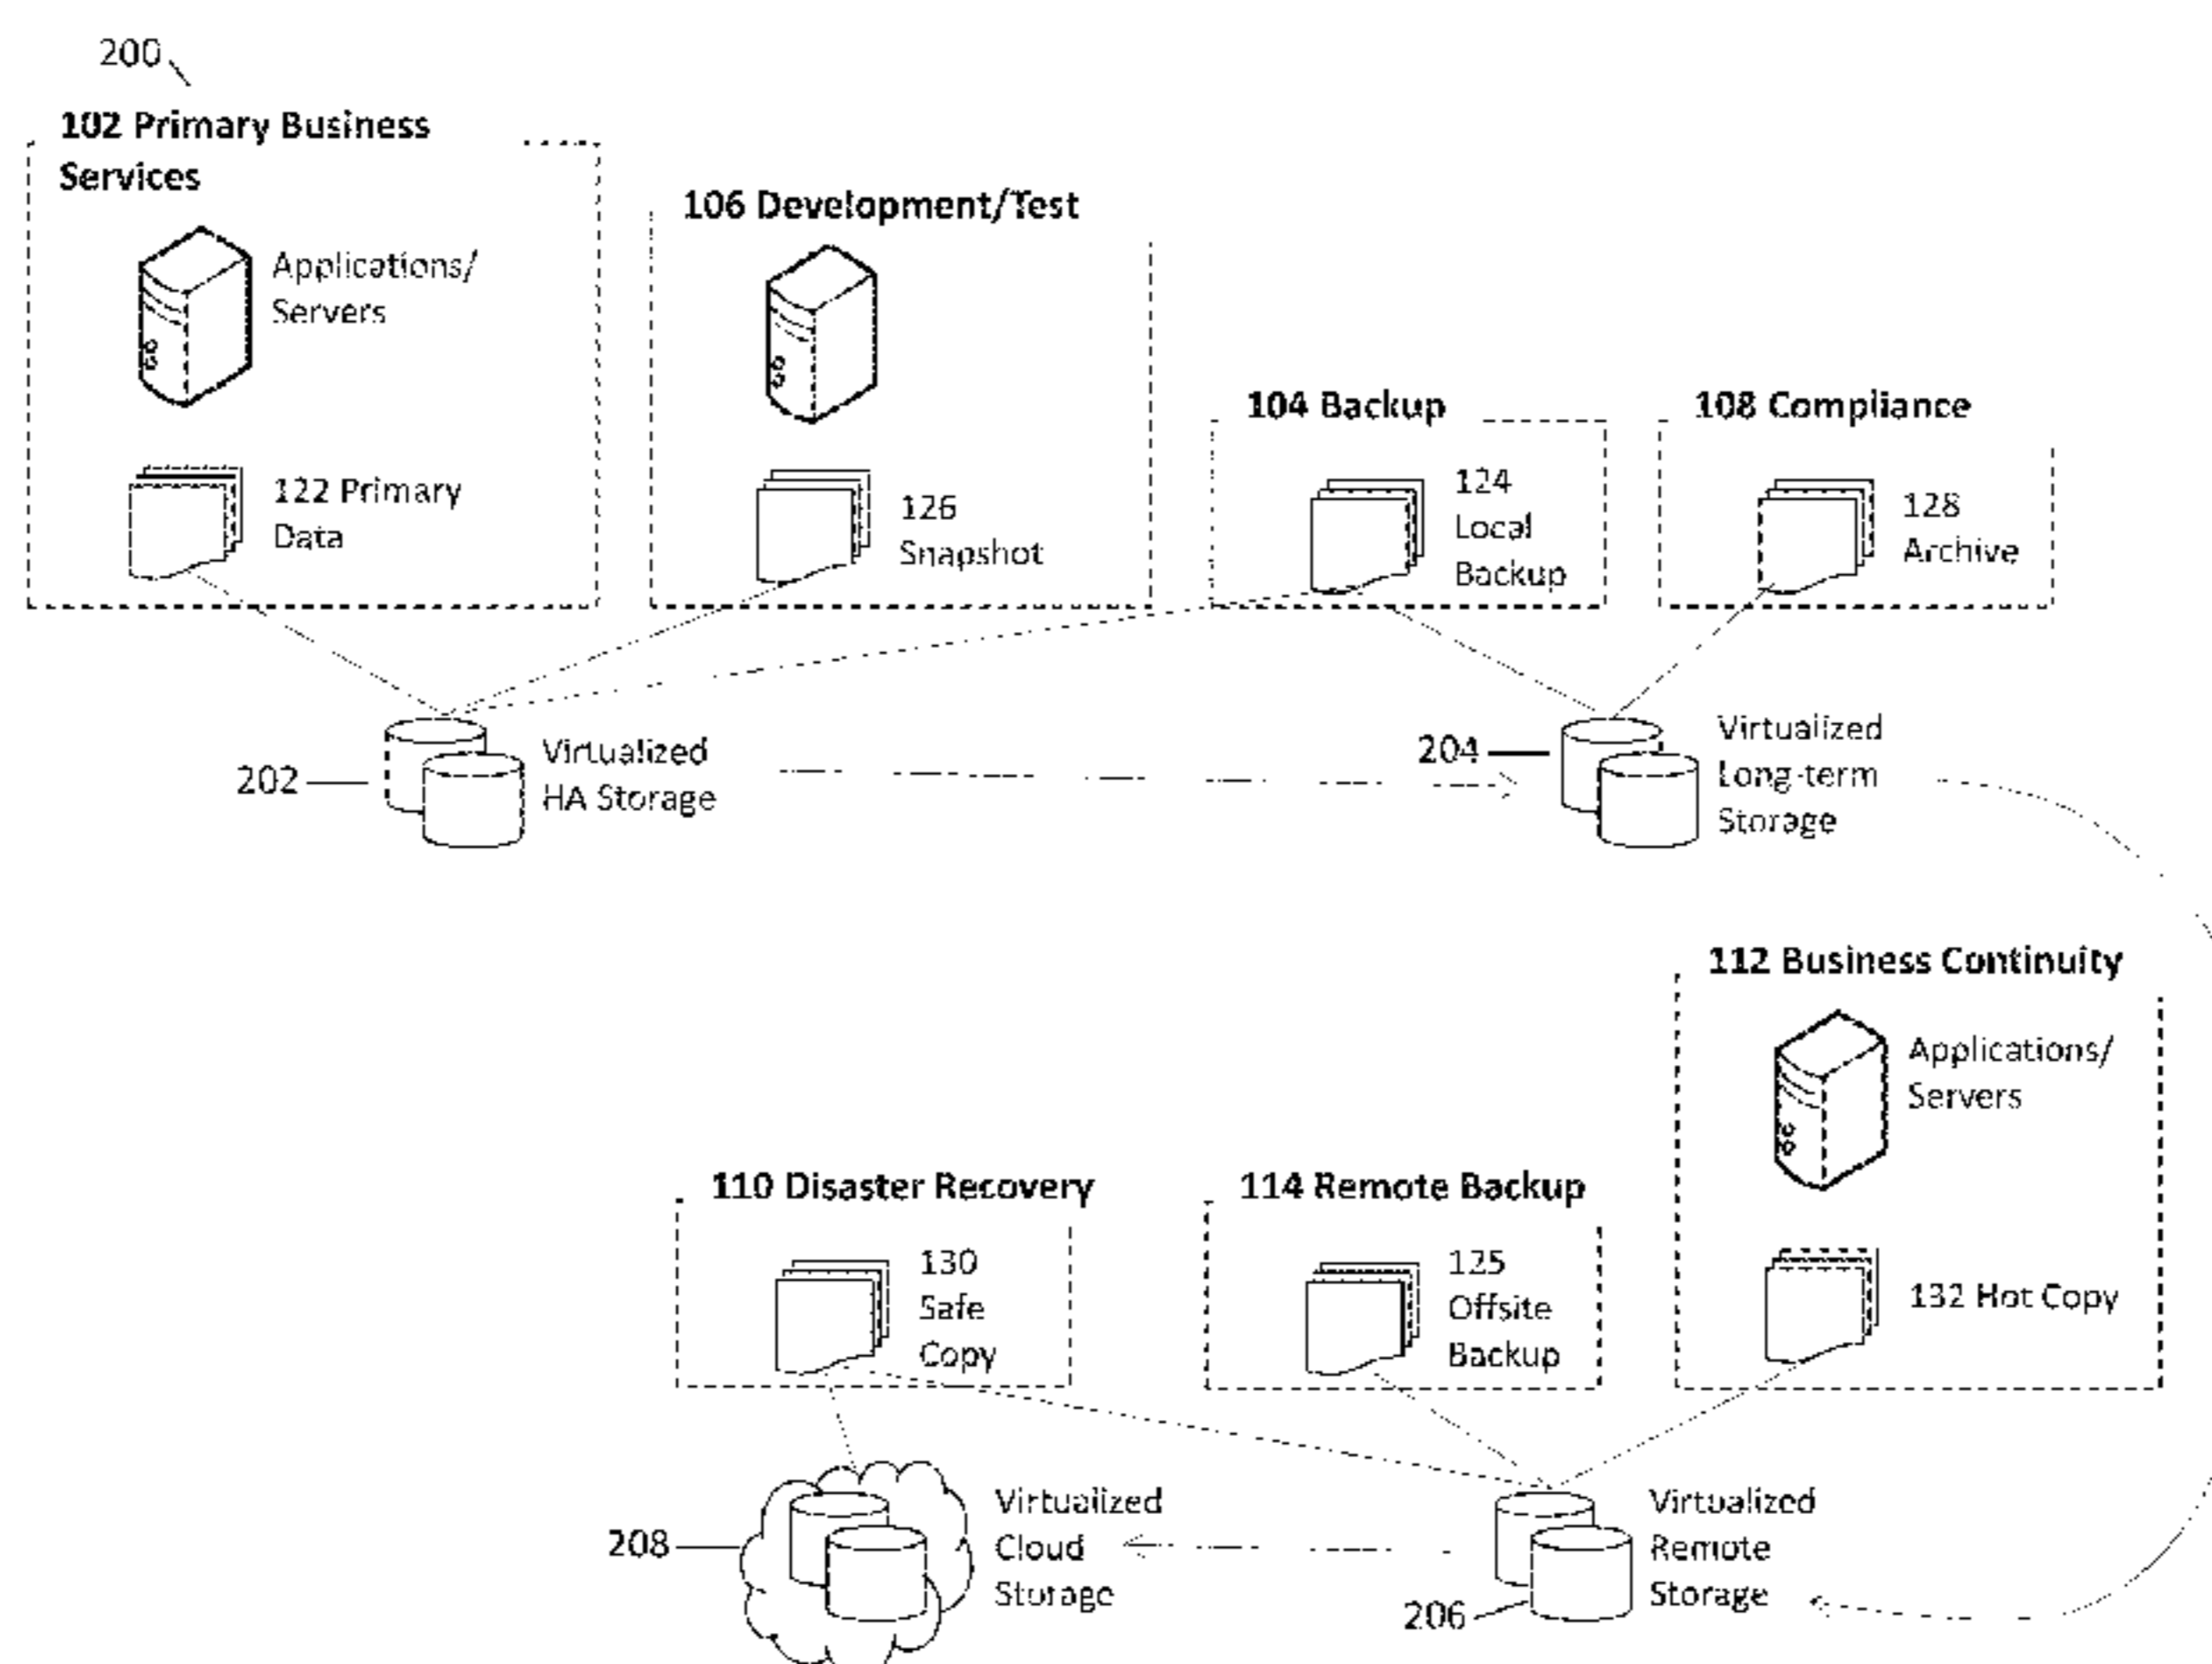 200
102 Primary Business
Services
Applications/
Servers
122 Primary
Data
106 Development/Test
126
Snapshot
104 Backup
124
Local
Backup
108 Compliance
128
Archive
202
Virtualized
HA Storage
204
Virtualized
Long-term
Storage
112 Business Continuity
Applications/
Servers
132 Hot Copy
110 Disaster Recovery
130
Safe
Copy
114 Remote Backup
125
Offsite
Backup
208
Virtualized
Cloud
Storage
206
Virtualized
Remote
Storage